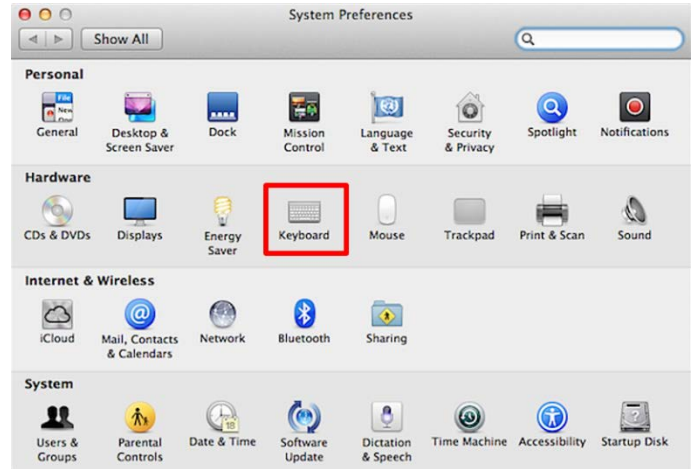 System Preferences
Show All
Personal
General
Desktop &
Screen Saver
Dock
Mission
Control
Language
& Text
Security
& Privacy
Spotlight
Notifications
Hardware
CDs & DVDs
Displays
Energy
Saver
Keyboard
Mouse
Trackpad
Print & Scan
Sound
Internet & Wireless
iCloud
Mail, Contacts
& Calendars
Network
Bluetooth
Sharing
System
Users &
Groups
Parental
Controls
Date & Time
Software
Update
Dictation
& Speech
Time Machine
Accessibility
Startup Disk